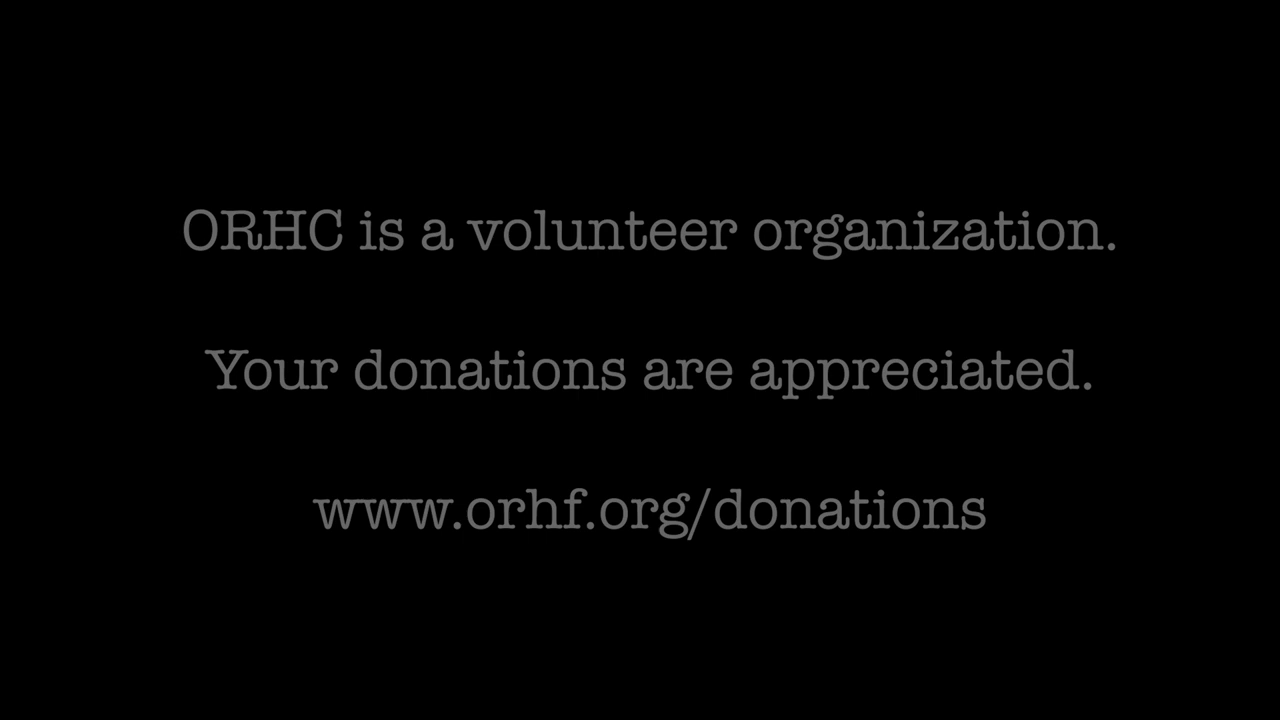 ORHC is a volunteer organization.
Your donations are appreciated.
www.orhf.org/donations